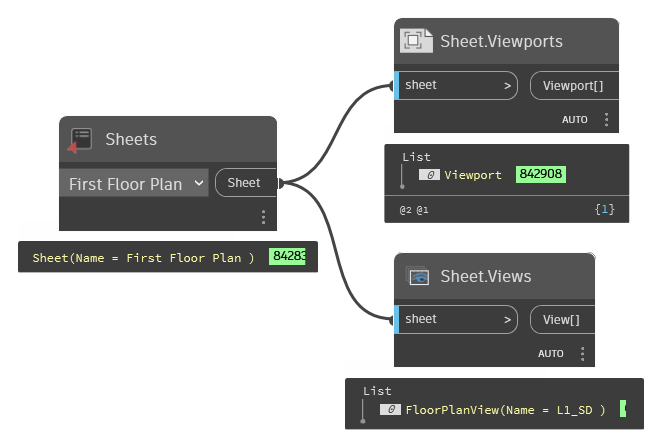 Sheets
First Floor Plan
Sheet
Sheet(Name = First Floor Plan )
Sheet.Viewports
sheet >
Viewport[]
AUTO
List
0 Viewport 842908
@2 @1 {1}
Sheet.Views
sheet >
View[]
AUTO
List
0 FloorPlanView(Name = L1_SD )